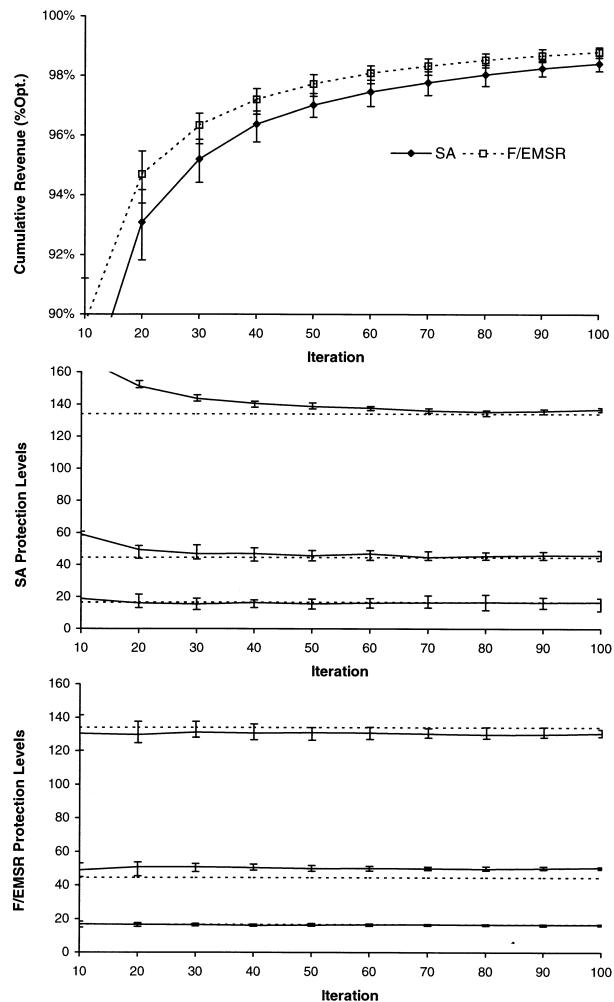 Cumulative Revenue (%Opt.)
100%
98%
96%
94%
92%
90%
SA F/EMSR
10 20 30 40 50 60 70 80 90 100
Iteration
SA Protection Levels
160
140
120
100
80
60
40
20
0
10 20 30 40 50 60 70 80 90 100
Iteration
F/EMSR Protection Levels
160
140
120
100
80
60
40
20
0
10 20 30 40 50 60 70 80 90 100
Iteration